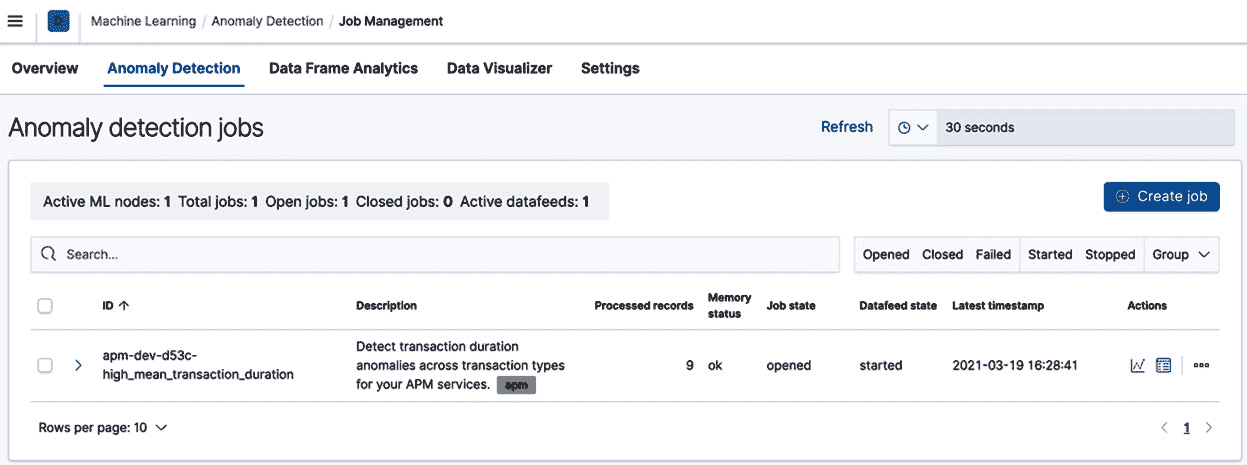 D Machine Learning / Anomaly Detection / Job Management
Overview Anomaly Detection Data Frame Analytics Data Visualizer Settings
Anomaly detection jobs Refresh 30 seconds
Active ML nodes: 1 Total jobs: 1 Open jobs: 1 Closed jobs: 0 Active datafeeds: 1 Create job
Search... Opened Closed Failed Started Stopped Group
ID Description Processed records Memory status Job state Datafeed state Latest timestamp Actions
apm-dev-d53c-
high_mean_transaction_duration
Detect transaction duration
anomalies across transaction types
for your APM services. apm
9 ok opened started 2021-03-19 16:28:41
Rows per page: 10 1